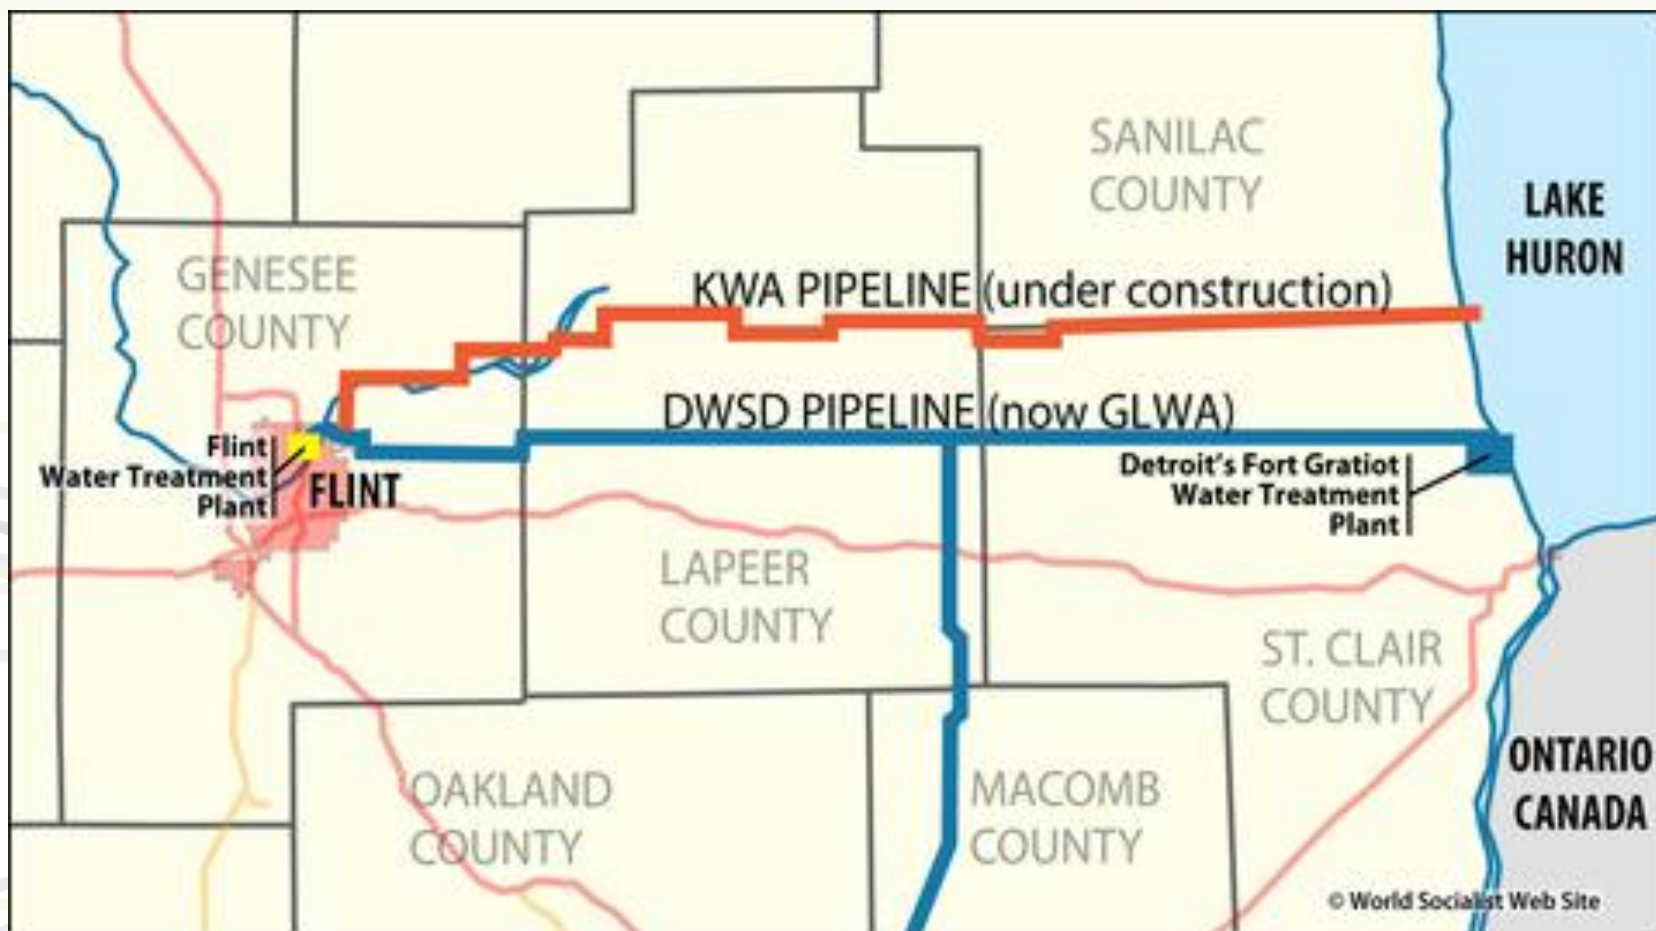 SANILAC
COUNTY
LAKE
HURON
GENESEE
COUNTY
KWA PIPELINE (under construction)
DWSD PIPELINE (now GLWA)
Flint
Water Treatment
Plant
FLINT
Detroit's Fort Gratiot
Water Treatment
Plant
LAPEER
COUNTY
ST. CLAIR
COUNTY
OAKLAND
COUNTY
MACOMB
COUNTY
ONTARIO
CANADA
© World Socialist Web Site